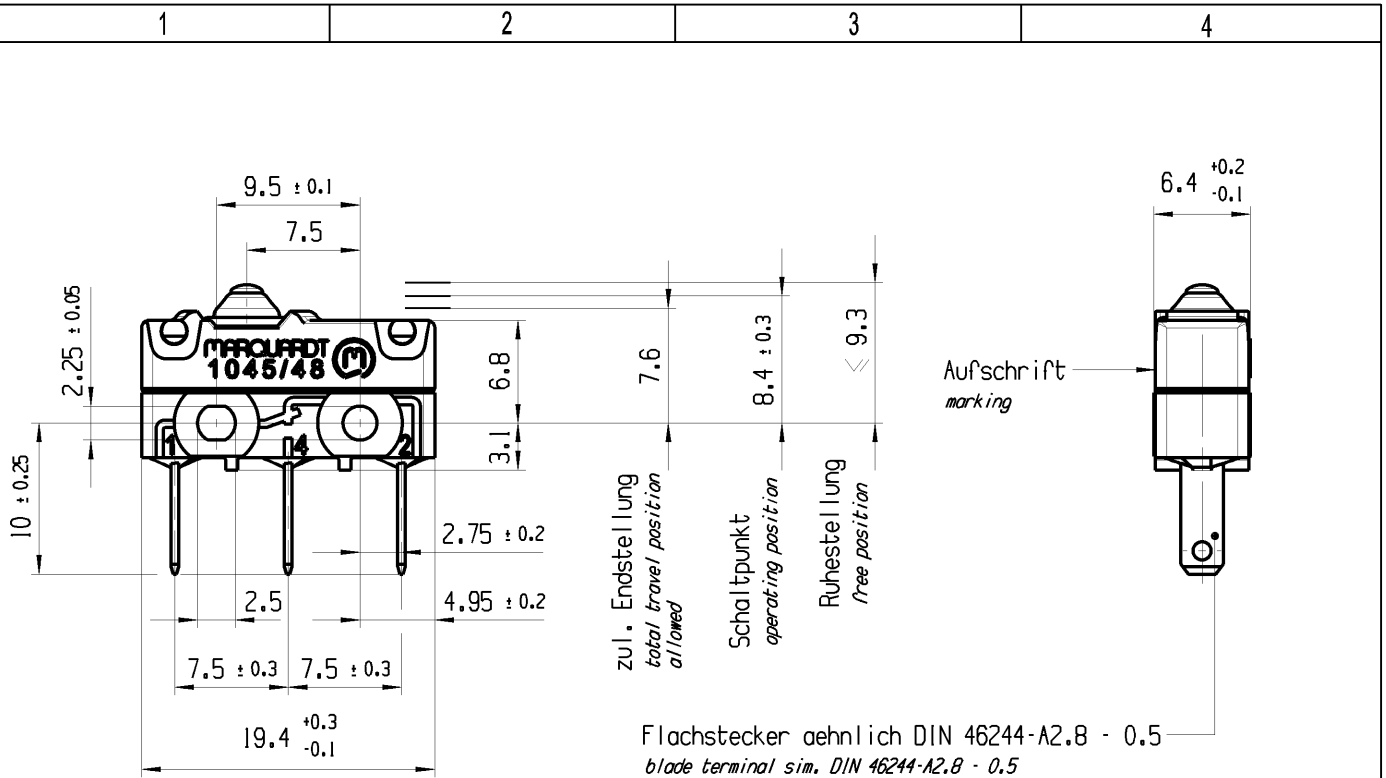 1 2 3 4
9.5 ± 0.1
7.5
2.25 ± 0.05
10 ± 0.25
MARQUARDT
1045/48
M
1 4 2
6.8
3.1
2.75 ± 0.2
4.95 ± 0.2
2.5
7.5 ± 0.3
7.5 ± 0.3
19.4 +0.3 -0.1
7.6
zul. Endstellung
total travel position
allowed
8.4 ± 0.3
Schaltpunkt
operating position
≤ 9.3
Ruhestellung
free position
6.4 +0.2 -0.1
Aufschrift
marking
Flachstecker aehnlich DIN 46244-A2.8 - 0.5
blade terminal sim. DIN 46244-A2.8 - 0.5